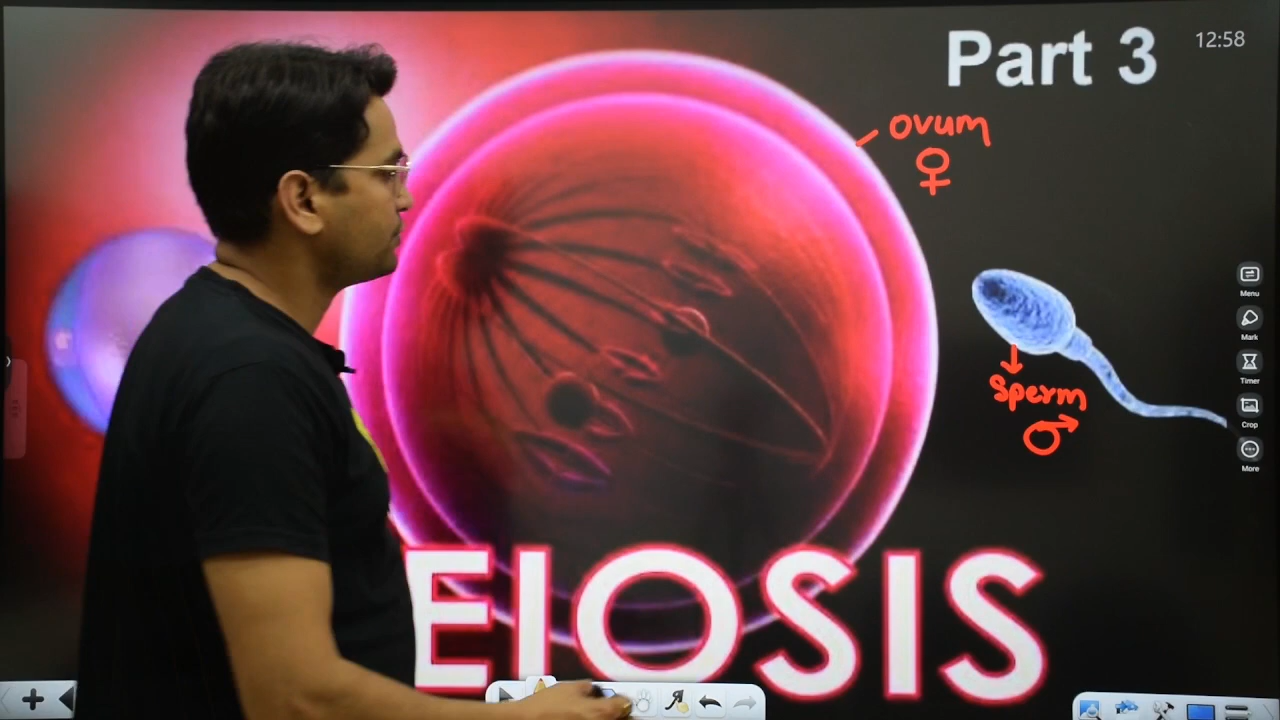 Part 3
12:58
ovum
♀
sperm
♂
Menu
Mark
Timer
Crop
More
EIOSIS